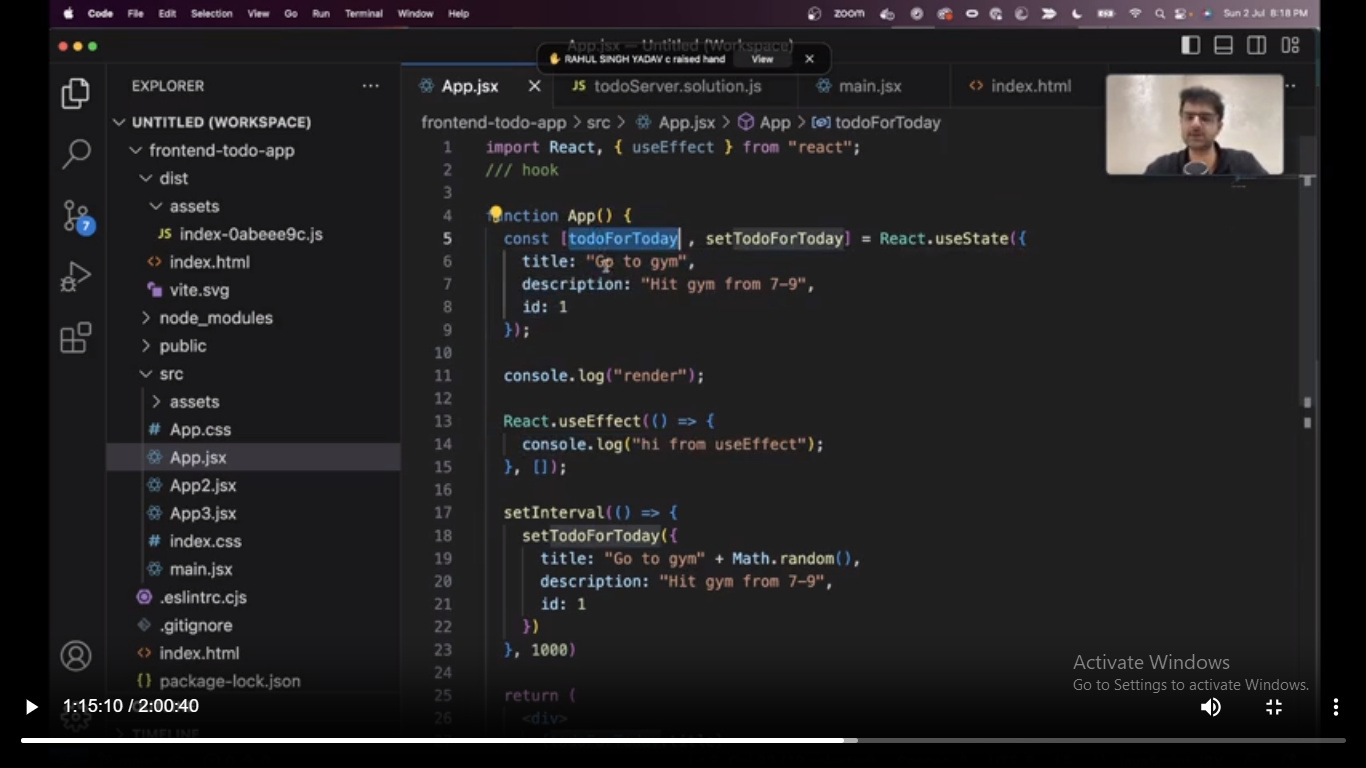 Code File Edit Selection View Go Run Terminal Window Help zoom Sun 2 Jul 8:18 PM
App.jsx — Untitled (Workspace)
RAHUL SINGH YADAV c raised hand View
EXPLORER
App.jsx JS todoServer.solution.js main.jsx index.html
UNTITLED (WORKSPACE)
frontend-todo-app
dist
assets
JS index-0abeee9c.js
index.html
vite.svg
node_modules
public
src
assets
# App.css
App.jsx
App2.jsx
App3.jsx
# index.css
main.jsx
.eslintrc.cjs
.gitignore
index.html
{} package-lock.json
TIMELINE
7
frontend-todo-app > src > App.jsx > App > todoForToday
1 import React, { useEffect } from "react";
2 /// hook
3
4 function App() {
5 const [todoForToday , setTodoForToday] = React.useState({
6 title: "Go to gym",
7 description: "Hit gym from 7-9",
8 id: 1
9 });
10
11 console.log("render");
12
13 React.useEffect(() => {
14 console.log("hi from useEffect");
15 }, []);
16
17 setInterval(() => {
18 setTodoForToday({
19 title: "Go to gym" + Math.random(),
20 description: "Hit gym from 7-9",
21 id: 1
22 })
23 }, 1000)
24
25 return (
26 <div>
Activate Windows
Go to Settings to activate Windows.
1:15:10 / 2:00:40